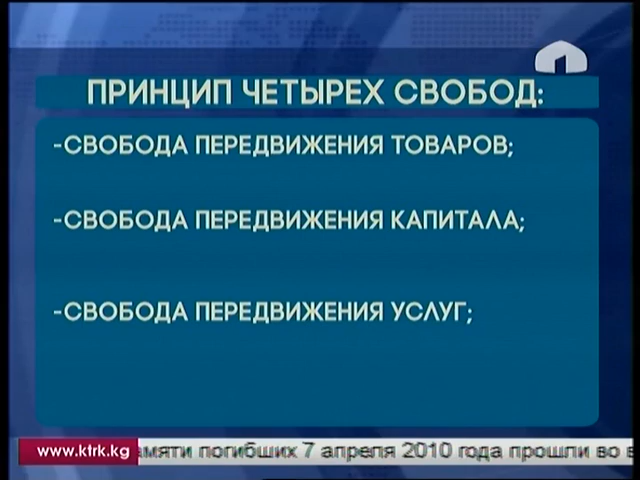 ПРИНЦИП ЧЕТЫРЕХ СВОБОД:
-СВОБОДА ПЕРЕДВИЖЕНИЯ ТОВАРОВ;
-СВОБОДА ПЕРЕДВИЖЕНИЯ КАПИТАЛА;
-СВОБОДА ПЕРЕДВИЖЕНИЯ УСЛУГ;
www.ktrk.kg амяти погибших 7 апреля 2010 года прошли во в